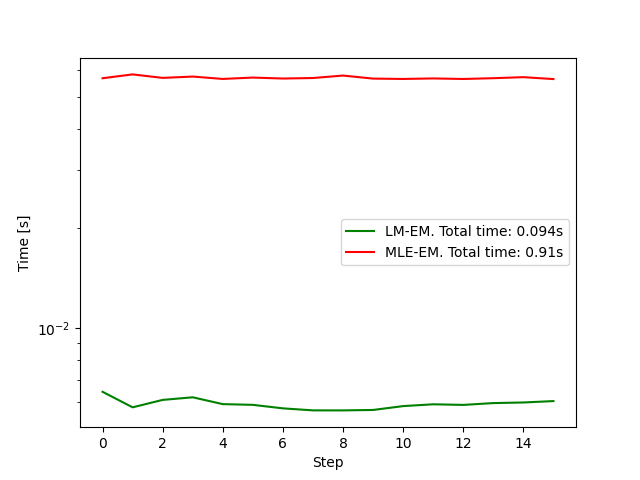 Time [s]
10⁻²
LM-EM. Total time: 0.094s
MLE-EM. Total time: 0.91s
0 2 4 6 8 10 12 14
Step